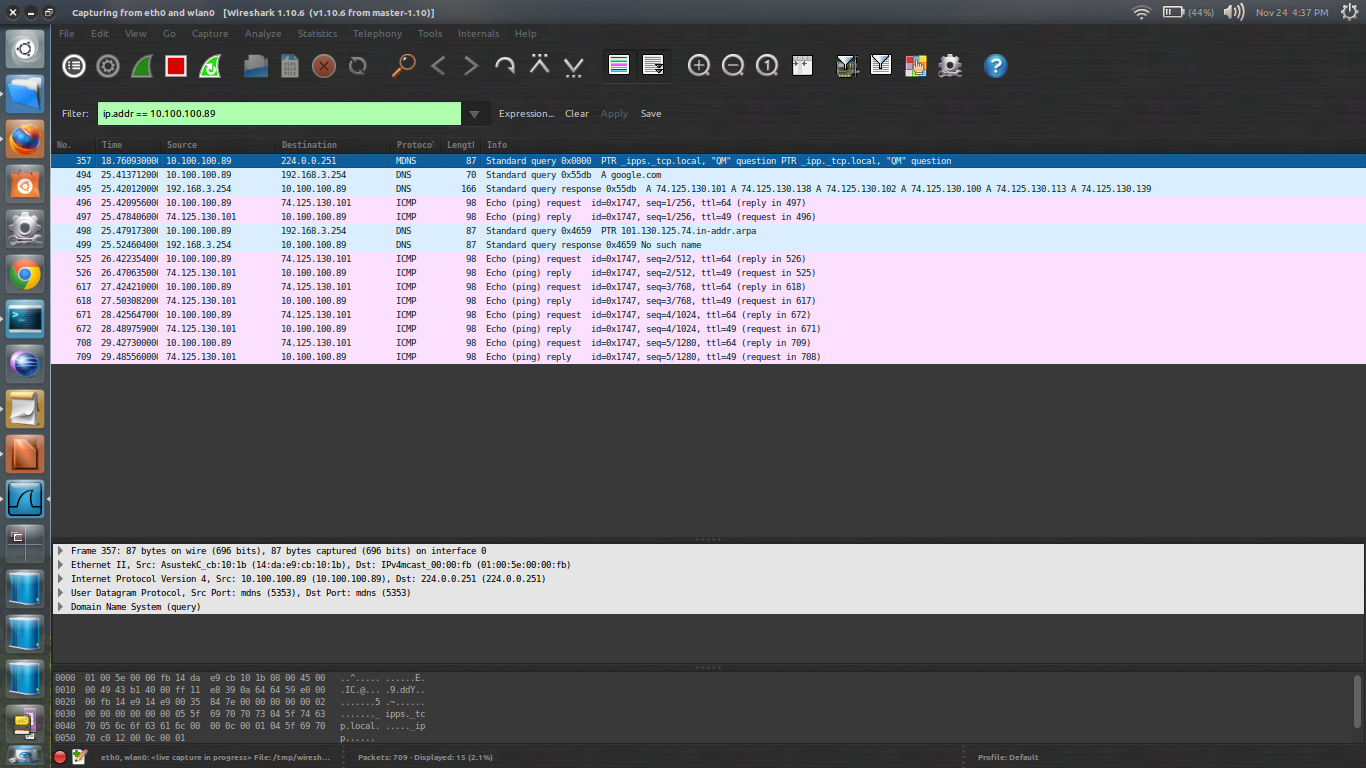 Capturing from eth0 and wlan0 [Wireshark 1.10.6 (v1.10.6 from master-1.10)] (44%) Nov 24 4:37 PM
File Edit View Go Capture Analyze Statistics Telephony Tools Internals Help
Filter: ip.addr == 10.100.100.89 Expression... Clear Apply Save
No. Time Source Destination Protocol Lengtl Info
357 18.76093000 10.100.100.89 224.0.0.251 MDNS 87 Standard query 0x0000 PTR _ipps._tcp.local, "QM" question PTR _ipp._tcp.local, "QM" question
494 25.41371200 10.100.100.89 192.168.3.254 DNS 70 Standard query 0x55db A google.com
495 25.42012000 192.168.3.254 10.100.100.89 DNS 166 Standard query response 0x55db A 74.125.130.101 A 74.125.130.138 A 74.125.130.102 A 74.125.130.100 A 74.125.130.113 A 74.125.130.139
496 25.42095600 10.100.100.89 74.125.130.101 ICMP 98 Echo (ping) request id=0x1747, seq=1/256, ttl=64 (reply in 497)
497 25.47840600 74.125.130.101 10.100.100.89 ICMP 98 Echo (ping) reply id=0x1747, seq=1/256, ttl=49 (request in 496)
498 25.47917300 10.100.100.89 192.168.3.254 DNS 87 Standard query 0x4659 PTR 101.130.125.74.in-addr.arpa
499 25.52460400 192.168.3.254 10.100.100.89 DNS 87 Standard query response 0x4659 No such name
525 26.42235400 10.100.100.89 74.125.130.101 ICMP 98 Echo (ping) request id=0x1747, seq=2/512, ttl=64 (reply in 526)
526 26.47063500 74.125.130.101 10.100.100.89 ICMP 98 Echo (ping) reply id=0x1747, seq=2/512, ttl=49 (request in 525)
617 27.42421000 10.100.100.89 74.125.130.101 ICMP 98 Echo (ping) request id=0x1747, seq=3/768, ttl=64 (reply in 618)
618 27.50308200 74.125.130.101 10.100.100.89 ICMP 98 Echo (ping) reply id=0x1747, seq=3/768, ttl=49 (request in 617)
671 28.42564700 10.100.100.89 74.125.130.101 ICMP 98 Echo (ping) request id=0x1747, seq=4/1024, ttl=64 (reply in 672)
672 28.48975900 74.125.130.101 10.100.100.89 ICMP 98 Echo (ping) reply id=0x1747, seq=4/1024, ttl=49 (request in 671)
708 29.42730000 10.100.100.89 74.125.130.101 ICMP 98 Echo (ping) request id=0x1747, seq=5/1280, ttl=64 (reply in 709)
709 29.48556000 74.125.130.101 10.100.100.89 ICMP 98 Echo (ping) reply id=0x1747, seq=5/1280, ttl=49 (request in 708)
Frame 357: 87 bytes on wire (696 bits), 87 bytes captured (696 bits) on interface 0
Ethernet II, Src: AsustekC_cb:10:1b (14:da:e9:cb:10:1b), Dst: IPv4mcast_00:00:fb (01:00:5e:00:00:fb)
Internet Protocol Version 4, Src: 10.100.100.89 (10.100.100.89), Dst: 224.0.0.251 (224.0.0.251)
User Datagram Protocol, Src Port: mdns (5353), Dst Port: mdns (5353)
Domain Name System (query)
0000 01 00 5e 00 00 fb 14 da e9 cb 10 1b 08 00 45 00 ..^..... ......E.
0010 00 49 43 b1 40 00 ff 11 e8 39 0a 64 64 59 e0 00 .IC.@... .9.ddY..
0020 00 fb 14 e9 14 e9 00 35 84 7e 00 00 00 00 00 02 .......5 .~......
0030 00 00 00 00 00 00 05 5f 69 70 70 73 04 5f 74 63 ......._ ipps._tc
0040 70 05 6c 6f 63 61 6c 00 00 0c 00 01 04 5f 69 70 p.local. ....._ip
0050 70 c0 12 00 0c 00 01 p......
eth0, wlan0: <live capture in progress> File: /tmp/wiresh... Packets: 709 · Displayed: 15 (2.1%) Profile: Default